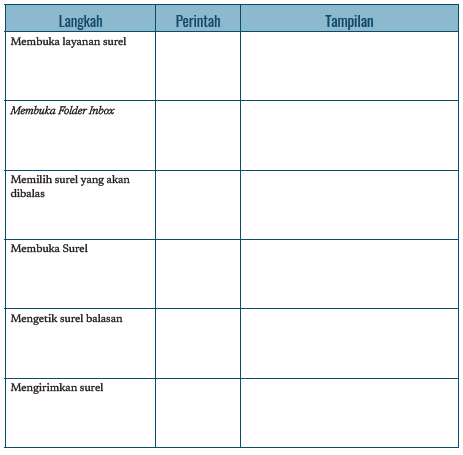 Langkah Perintah Tampilan
Membuka layanan surel
Membuka Folder Inbox
Memilih surel yang akan
dibalas
Membuka Surel
Mengetik surel balasan
Mengirimkan surel